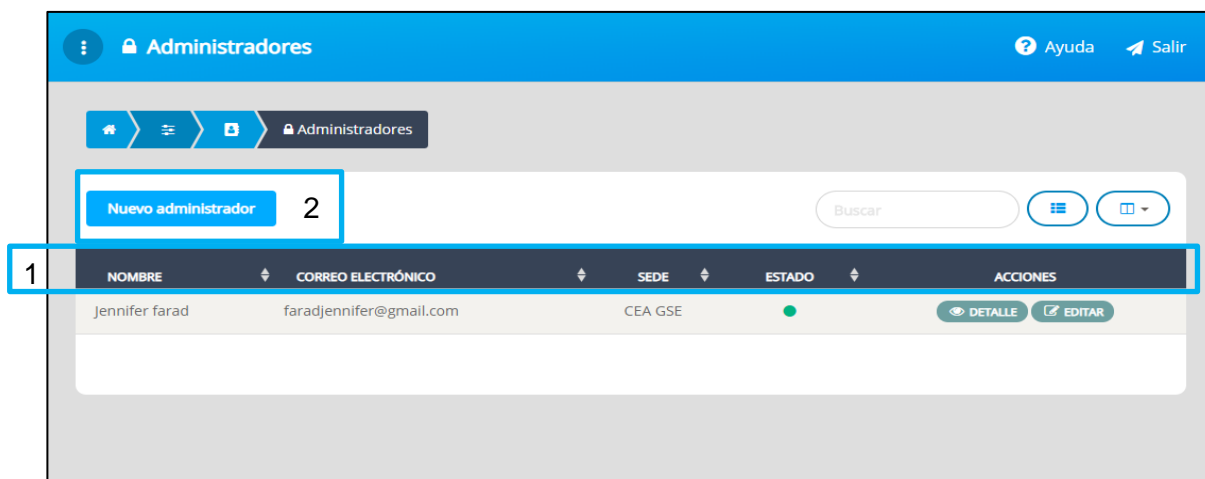 Administradores Ayuda Salir
Administradores
Nuevo administrador 2 Buscar
1 NOMBRE CORREO ELECTRÓNICO SEDE ESTADO ACCIONES
Jennifer farad faradjennifer@gmail.com CEA GSE DETALLE EDITAR